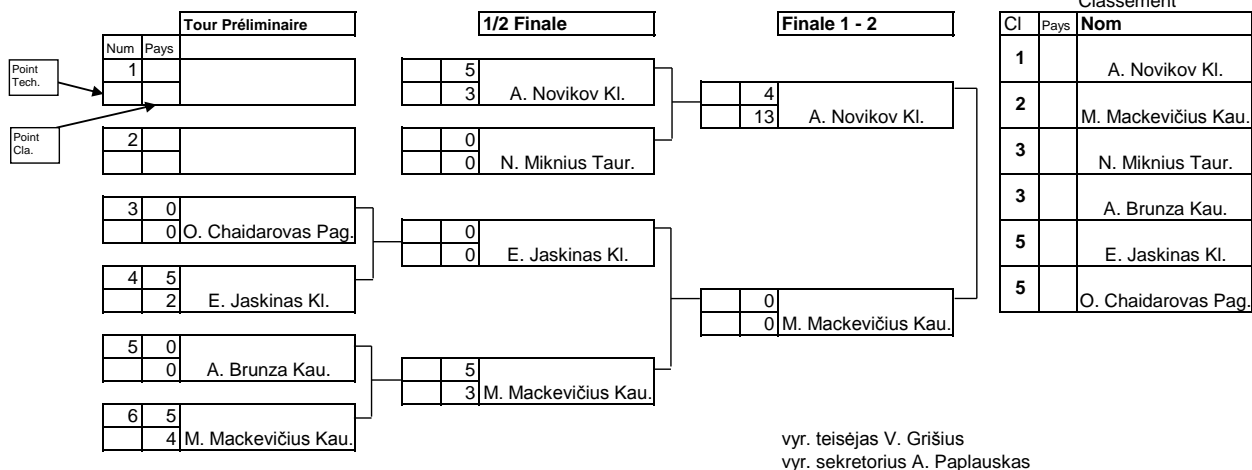 Classement
Tour Préliminaire 1/2 Finale Finale 1 - 2 Cl Pays Nom
Num Pays
Point Tech.
Point Cla.
1
2
3 0
0 O. Chaidarovas Pag.
4 5
2 E. Jaskinas Kl.
5 0
0 A. Brunza Kau.
6 5
4 M. Mackevičius Kau.
5
3 A. Novikov Kl.
0
0 N. Miknius Taur.
0
0 E. Jaskinas Kl.
5
3 M. Mackevičius Kau.
4
13 A. Novikov Kl.
0
0 M. Mackevičius Kau.
1 A. Novikov Kl.
2 M. Mackevičius Kau.
3 N. Miknius Taur.
3 A. Brunza Kau.
5 E. Jaskinas Kl.
5 O. Chaidarovas Pag.
vyr. teisėjas V. Grišius
vyr. sekretorius A. Paplauskas